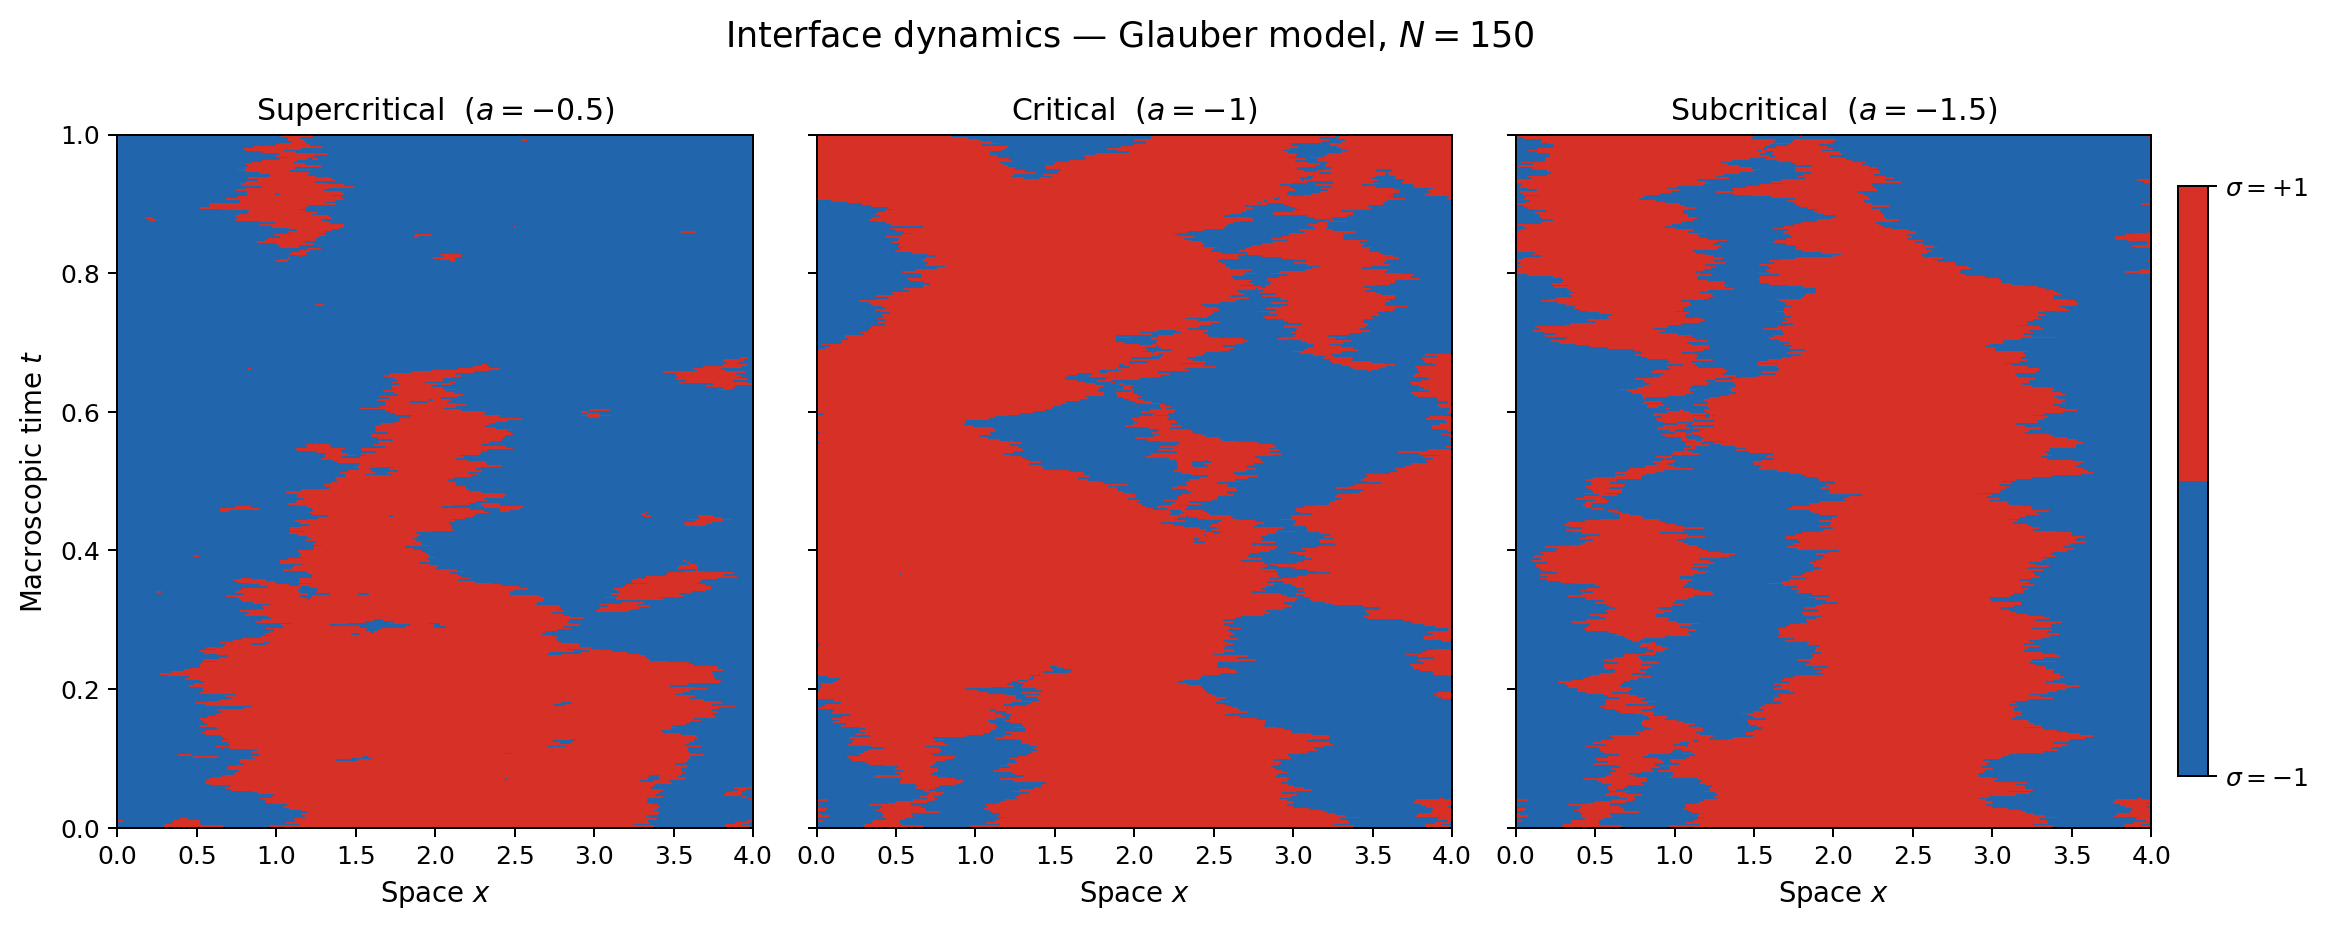 Interface dynamics — Glauber model, N = 150
Supercritical (a = −0.5)
Critical (a = −1)
Subcritical (a = −1.5)
Macroscopic time t
1.0
0.8
0.6
0.4
0.2
0.0
0.0 0.5 1.0 1.5 2.0 2.5 3.0 3.5 4.0
0.0 0.5 1.0 1.5 2.0 2.5 3.0 3.5 4.0
0.0 0.5 1.0 1.5 2.0 2.5 3.0 3.5 4.0
Space x
Space x
Space x
σ = +1
σ = −1